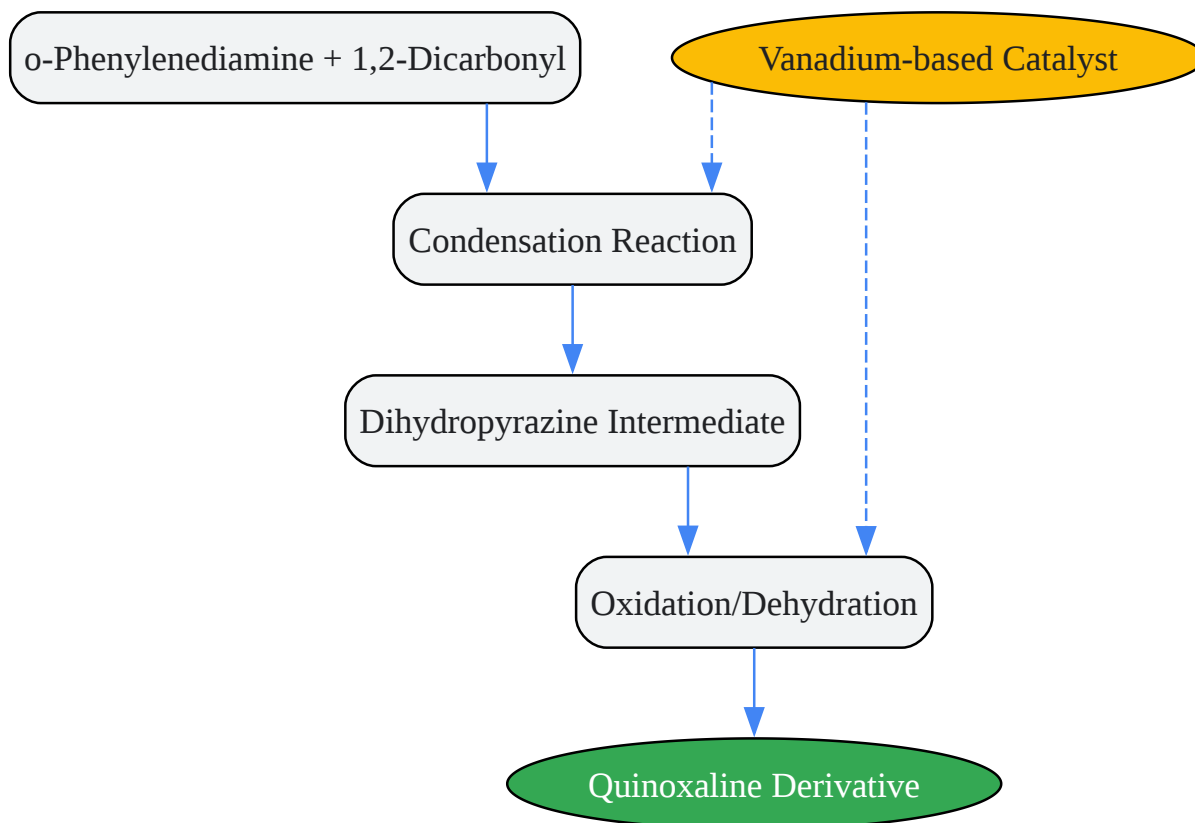 o-Phenylenediamine + 1,2-Dicarbonyl
Vanadium-based Catalyst
Condensation Reaction
Dihydropyrazine Intermediate
Oxidation/Dehydration
Quinoxaline Derivative